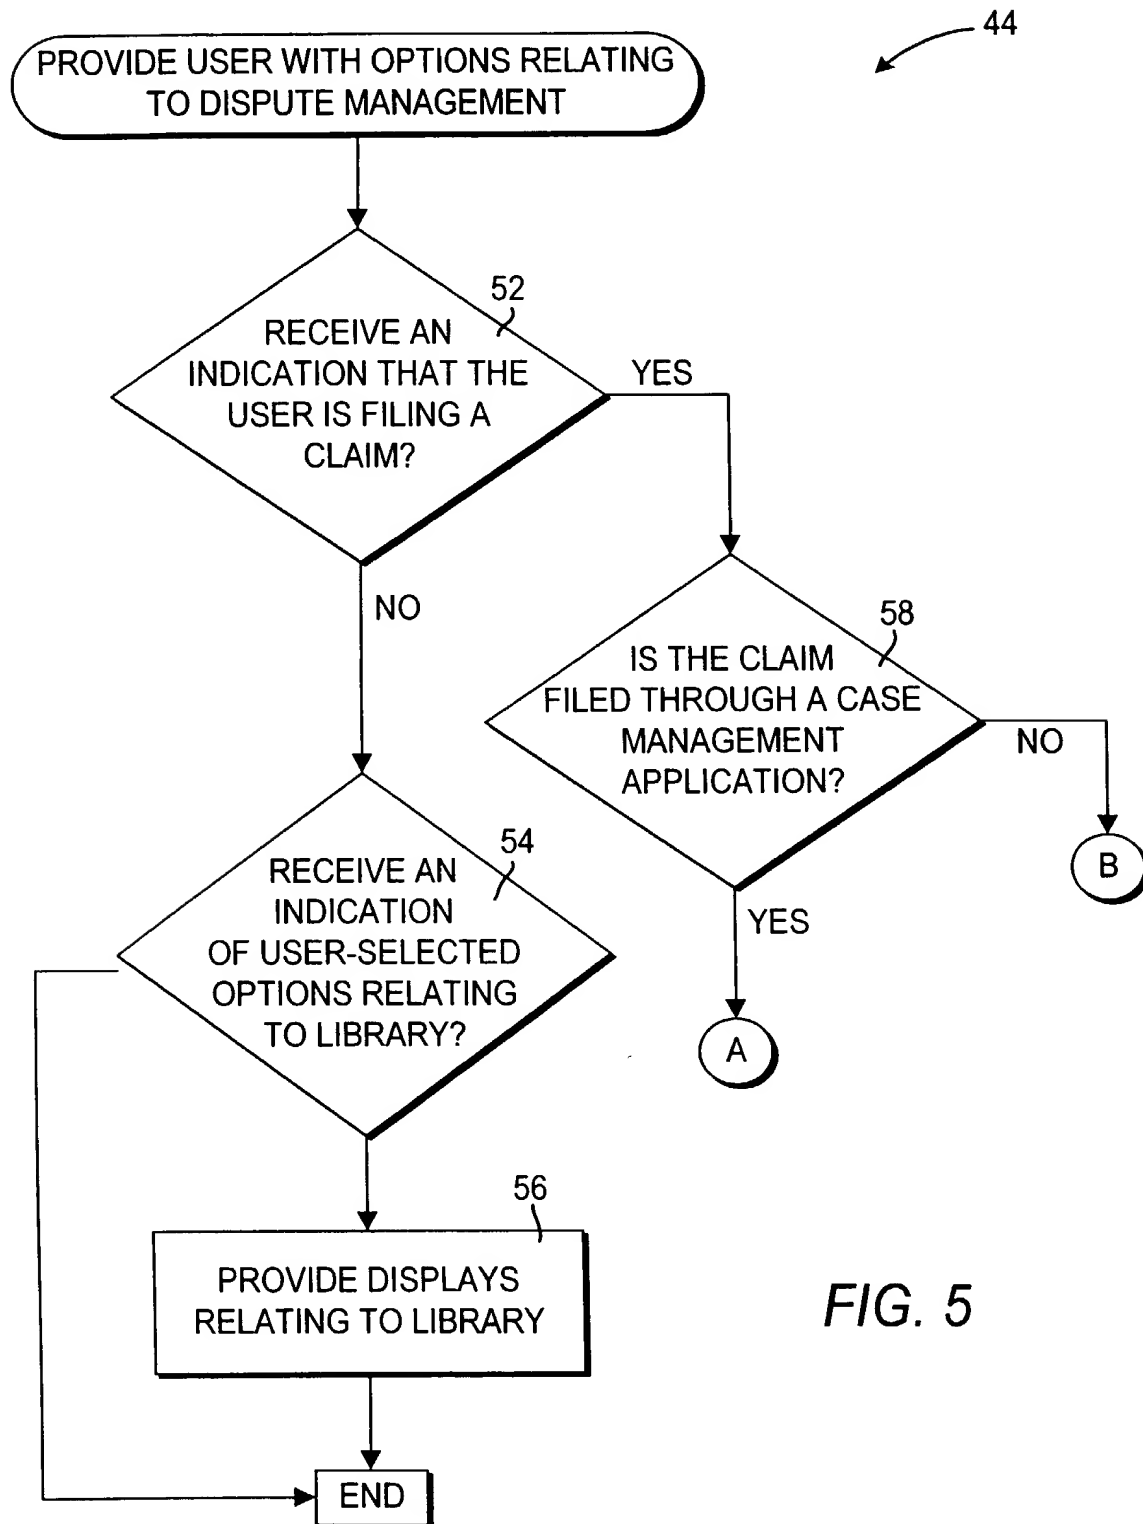 44
PROVIDE USER WITH OPTIONS RELATING
TO DISPUTE MANAGEMENT
52
RECEIVE AN
INDICATION THAT THE
USER IS FILING A
CLAIM?
YES
NO
58
IS THE CLAIM
FILED THROUGH A CASE
MANAGEMENT
APPLICATION?
NO
B
YES
A
54
RECEIVE AN
INDICATION
OF USER-SELECTED
OPTIONS RELATING
TO LIBRARY?
56
PROVIDE DISPLAYS
RELATING TO LIBRARY
END
FIG. 5